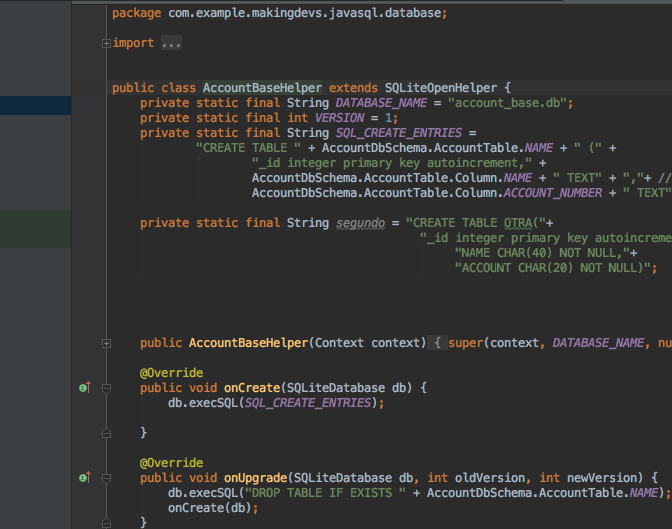 package com.example.makingdevs.javasql.database;
import ...
public class AccountBaseHelper extends SQLiteOpenHelper {
private static final String DATABASE_NAME = "account_base.db";
private static final int VERSION = 1;
private static final String SQL_CREATE_ENTRIES =
"CREATE TABLE " + AccountDbSchema.AccountTable.NAME + " (" +
"_id integer primary key autoincrement," +
AccountDbSchema.AccountTable.Column.NAME + " TEXT" + ","+ //
AccountDbSchema.AccountTable.Column.ACCOUNT_NUMBER + " TEXT"
private static final String segundo = "CREATE TABLE OTRA("+
"_id integer primary key autoincreme
"NAME CHAR(40) NOT NULL,"+
"ACCOUNT CHAR(20) NOT NULL)";
public AccountBaseHelper(Context context) { super(context, DATABASE_NAME, nu
@Override
public void onCreate(SQLiteDatabase db) {
db.execSQL(SQL_CREATE_ENTRIES);
}
@Override
public void onUpgrade(SQLiteDatabase db, int oldVersion, int newVersion) {
db.execSQL("DROP TABLE IF EXISTS " + AccountDbSchema.AccountTable.NAME);
onCreate(db);
}